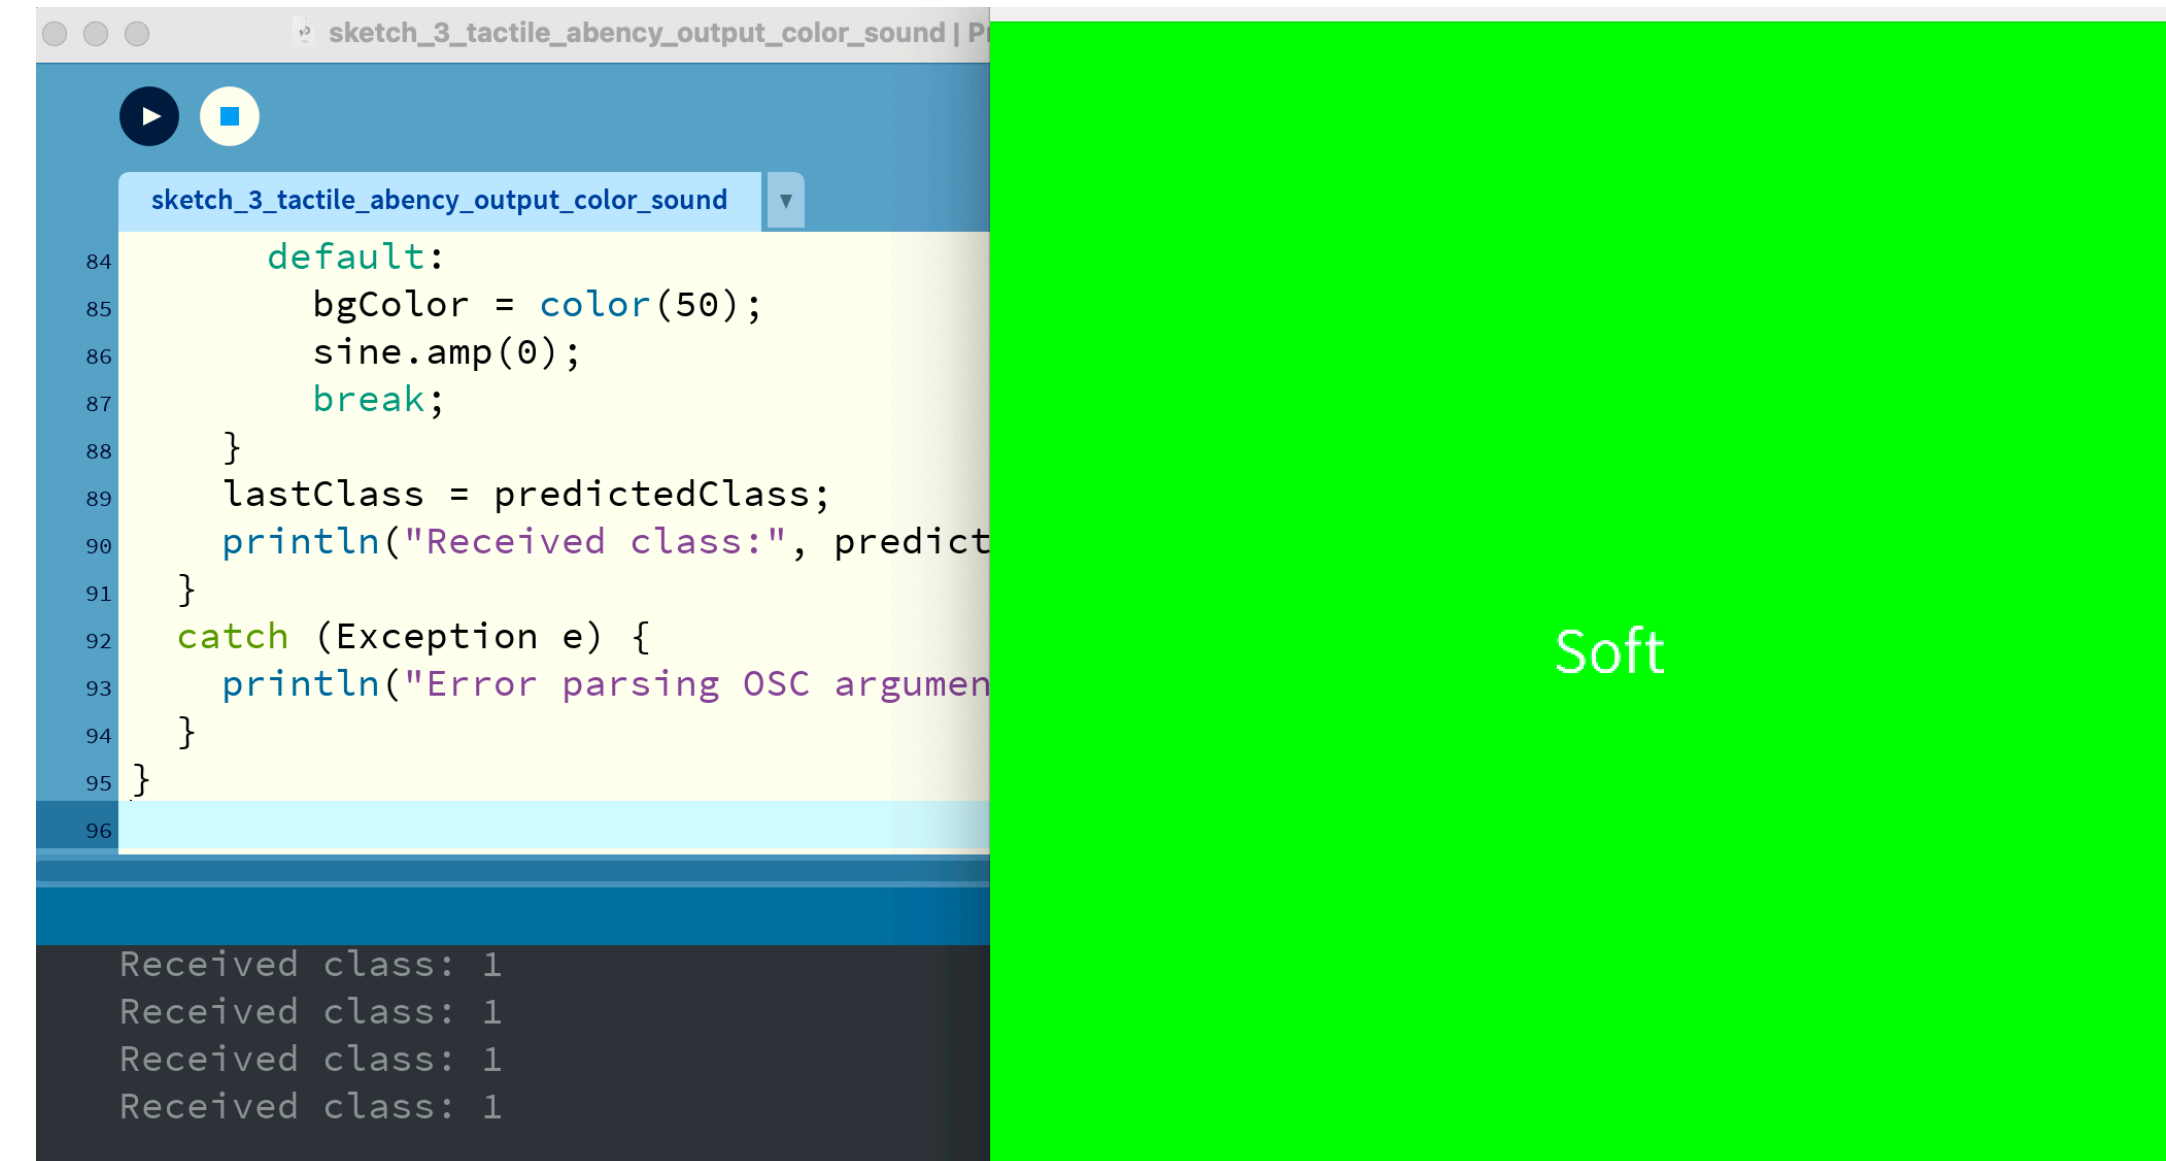 sketch_3_tactile_abency_output_color_sound | Pr
sketch_3_tactile_abency_output_color_sound ▼
84 default:
85 bgColor = color(50);
86 sine.amp(0);
87 break;
88 }
89 lastClass = predictedClass;
90 println("Received class:", predict
91 }
92 catch (Exception e) {
93 println("Error parsing OSC argumen
94 }
95 }
96
Received class: 1
Received class: 1
Received class: 1
Received class: 1
Soft